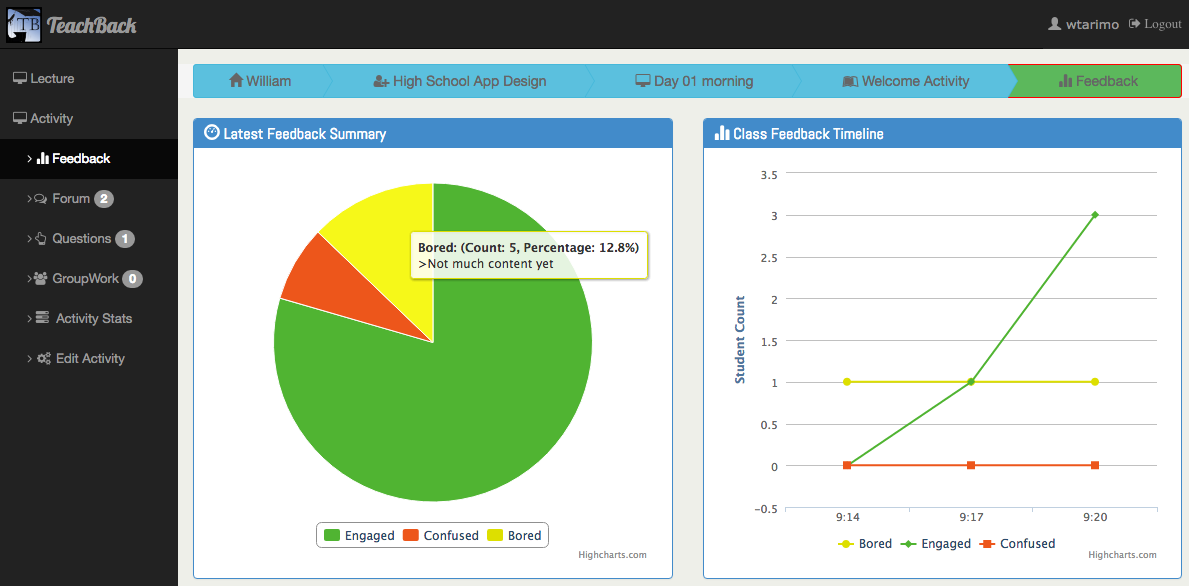 TB TeachBack
wtarimo Logout
Lecture
Activity
Feedback
Forum 2
Questions 1
GroupWork 0
Activity Stats
Edit Activity
William
High School App Design
Day 01 morning
Welcome Activity
Feedback
Latest Feedback Summary
Bored: (Count: 5, Percentage: 12.8%)
>Not much content yet
Engaged Confused Bored
Highcharts.com
Class Feedback Timeline
Student Count
3.5
3
2.5
2
1.5
1
0.5
0
−0.5
9:14 9:17 9:20
Bored Engaged Confused
Highcharts.com